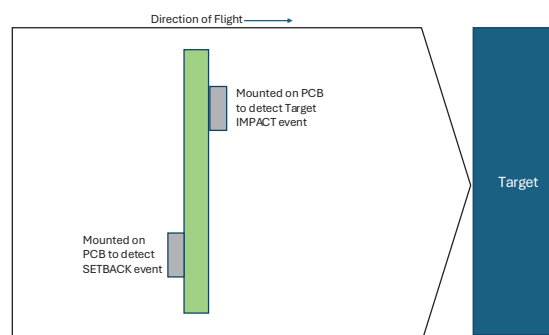 Direction of Flight
Mounted on PCB
to detect Target
IMPACT event
Target
Mounted on
PCB to detect
SETBACK event